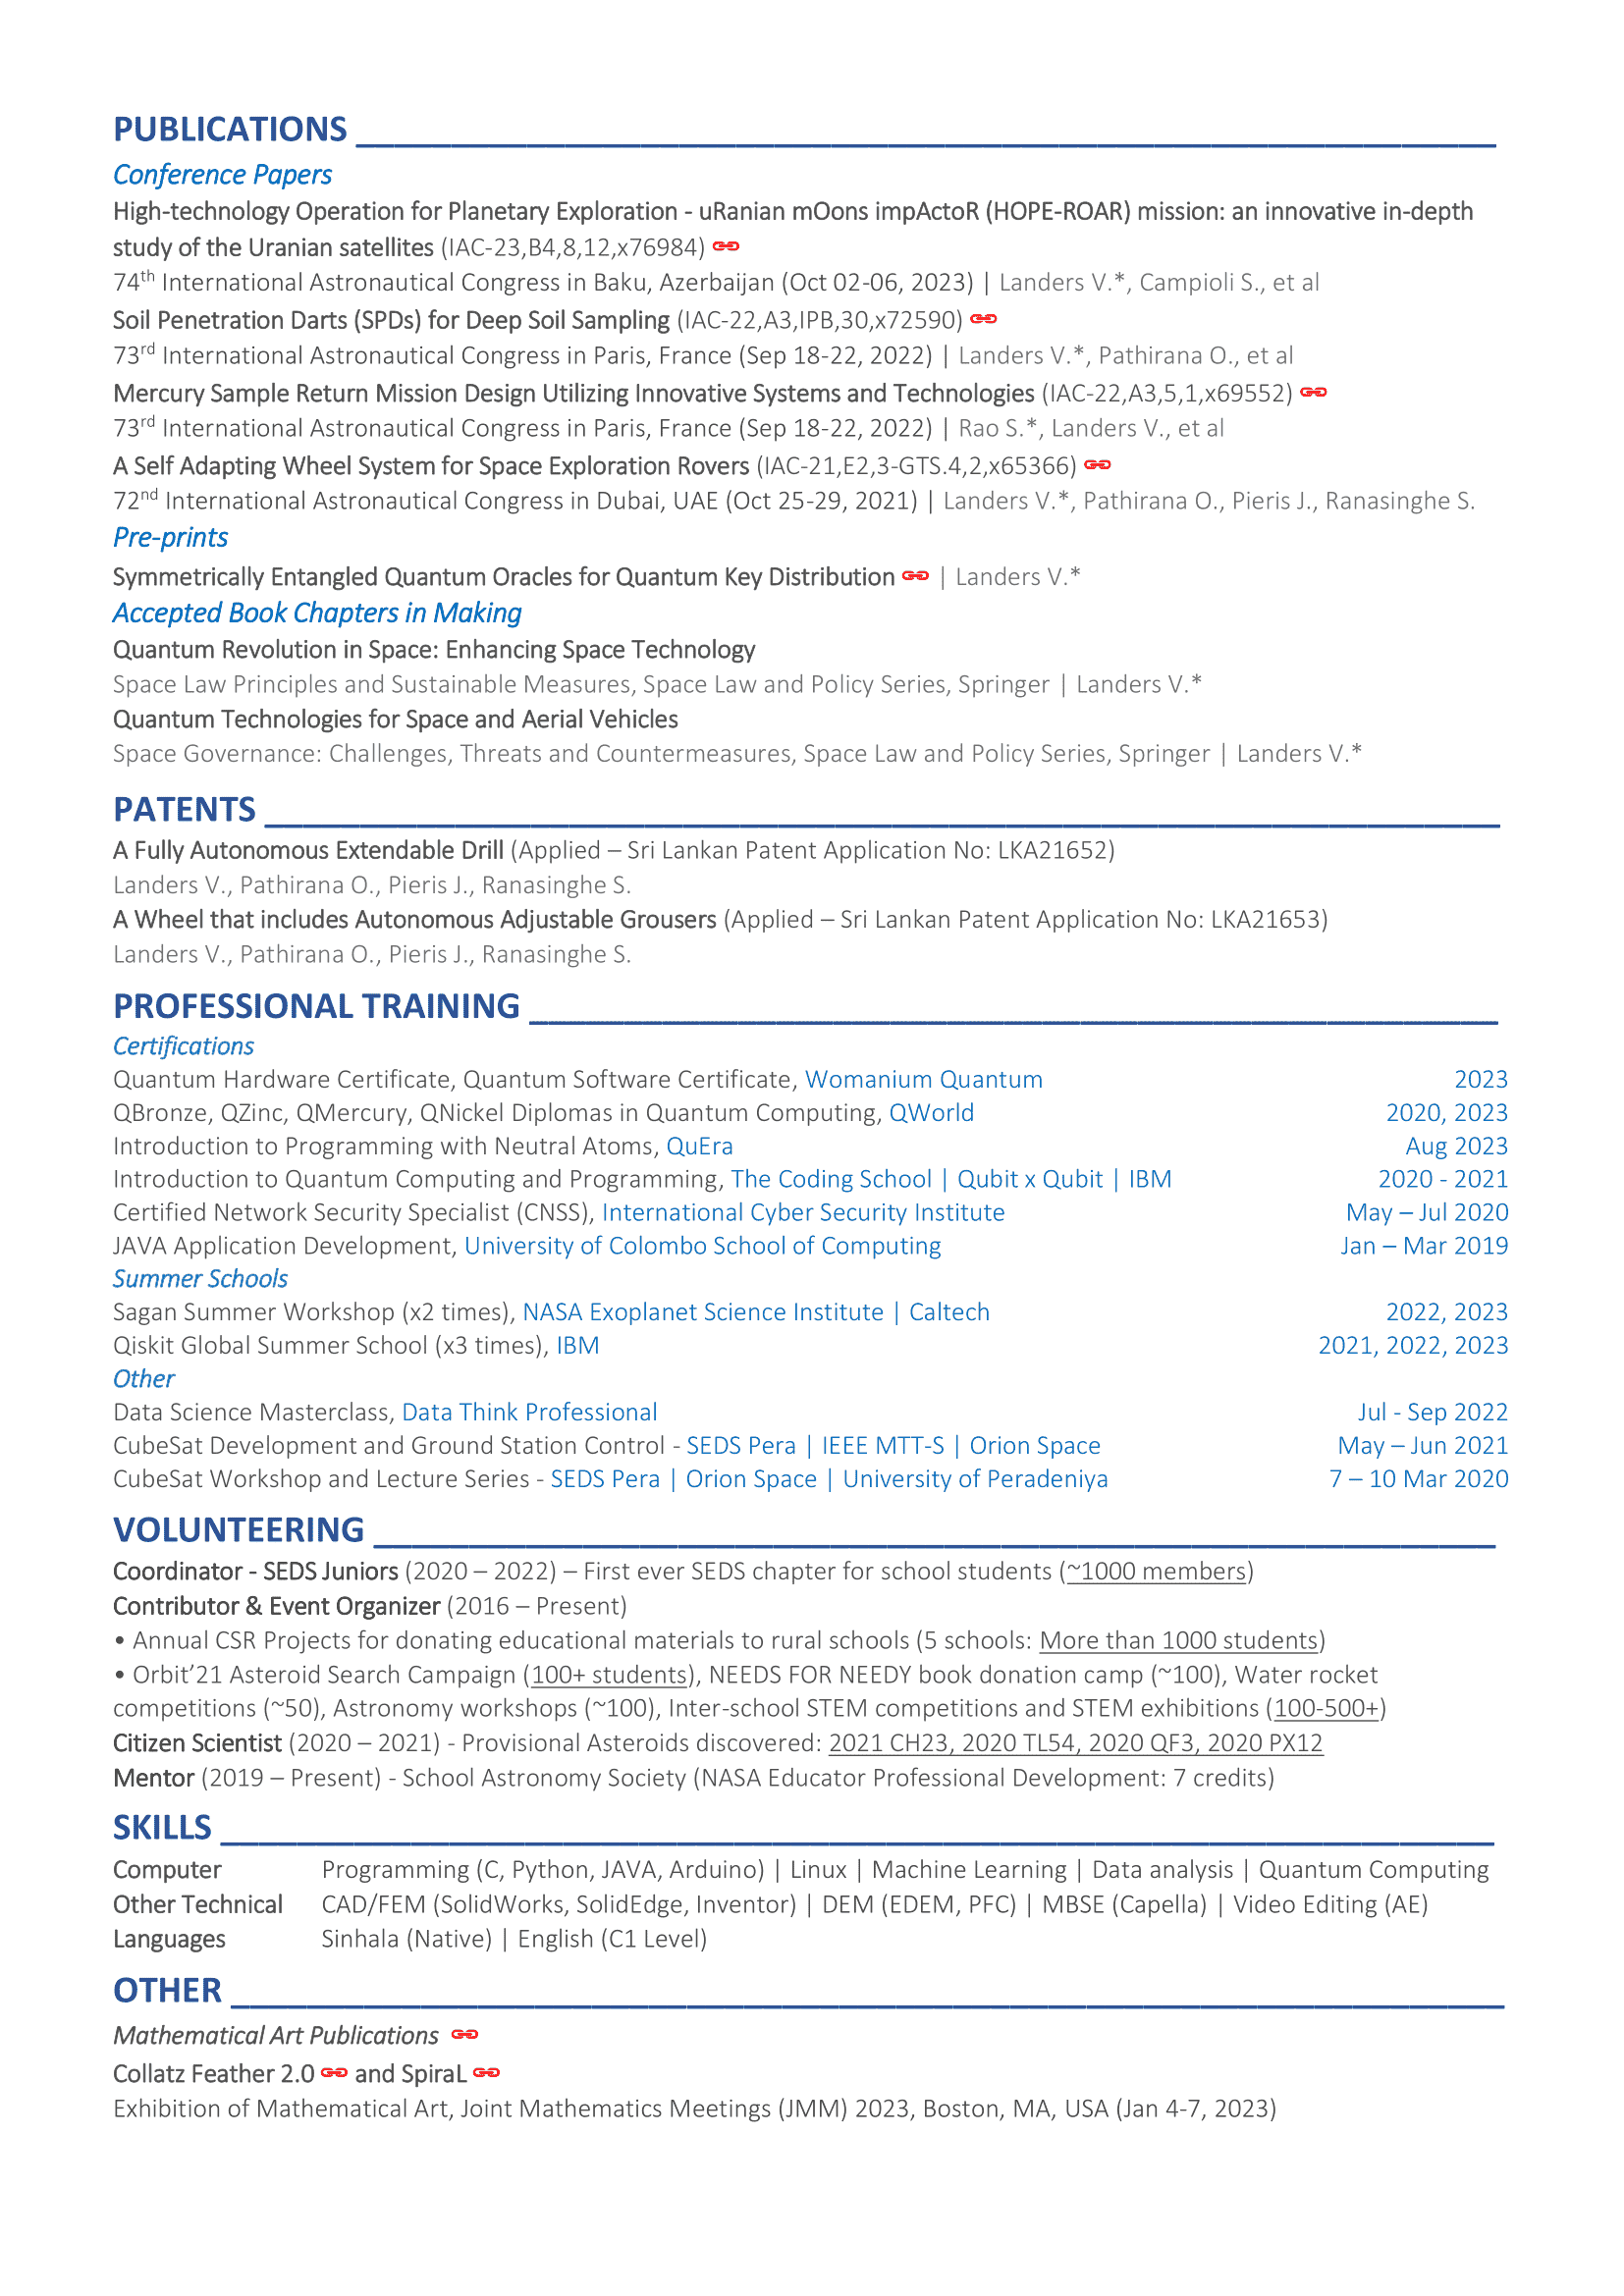 PUBLICATIONS
Conference Papers
High-technology Operation for Planetary Exploration - uRanian mOons impActoR (HOPE-ROAR) mission: an innovative in-depth
study of the Uranian satellites (IAC-23,B4,8,12,x76984)
74th International Astronautical Congress in Baku, Azerbaijan (Oct 02-06, 2023) | Landers V.*, Campioli S., et al
Soil Penetration Darts (SPDs) for Deep Soil Sampling (IAC-22,A3,IPB,30,x72590)
73rd International Astronautical Congress in Paris, France (Sep 18-22, 2022) | Landers V.*, Pathirana O., et al
Mercury Sample Return Mission Design Utilizing Innovative Systems and Technologies (IAC-22,A3,5,1,x69552)
73rd International Astronautical Congress in Paris, France (Sep 18-22, 2022) | Rao S.*, Landers V., et al
A Self Adapting Wheel System for Space Exploration Rovers (IAC-21,E2,3-GTS.4,2,x65366)
72nd International Astronautical Congress in Dubai, UAE (Oct 25-29, 2021) | Landers V.*, Pathirana O., Pieris J., Ranasinghe S.
Pre-prints
Symmetrically Entangled Quantum Oracles for Quantum Key Distribution | Landers V.*
Accepted Book Chapters in Making
Quantum Revolution in Space: Enhancing Space Technology
Space Law Principles and Sustainable Measures, Space Law and Policy Series, Springer | Landers V.*
Quantum Technologies for Space and Aerial Vehicles
Space Governance: Challenges, Threats and Countermeasures, Space Law and Policy Series, Springer | Landers V.*
PATENTS
A Fully Autonomous Extendable Drill (Applied – Sri Lankan Patent Application No: LKA21652)
Landers V., Pathirana O., Pieris J., Ranasinghe S.
A Wheel that includes Autonomous Adjustable Grousers (Applied – Sri Lankan Patent Application No: LKA21653)
Landers V., Pathirana O., Pieris J., Ranasinghe S.
PROFESSIONAL TRAINING
Certifications
Quantum Hardware Certificate, Quantum Software Certificate, Womanium Quantum 2023
QBronze, QZinc, QMercury, QNickel Diplomas in Quantum Computing, QWorld 2020, 2023
Introduction to Programming with Neutral Atoms, QuEra Aug 2023
Introduction to Quantum Computing and Programming, The Coding School | Qubit x Qubit | IBM 2020 - 2021
Certified Network Security Specialist (CNSS), International Cyber Security Institute May – Jul 2020
JAVA Application Development, University of Colombo School of Computing Jan – Mar 2019
Summer Schools
Sagan Summer Workshop (x2 times), NASA Exoplanet Science Institute | Caltech 2022, 2023
Qiskit Global Summer School (x3 times), IBM 2021, 2022, 2023
Other
Data Science Masterclass, Data Think Professional Jul - Sep 2022
CubeSat Development and Ground Station Control - SEDS Pera | IEEE MTT-S | Orion Space May – Jun 2021
CubeSat Workshop and Lecture Series - SEDS Pera | Orion Space | University of Peradeniya 7 – 10 Mar 2020
VOLUNTEERING
Coordinator - SEDS Juniors (2020 – 2022) – First ever SEDS chapter for school students (~1000 members)
Contributor & Event Organizer (2016 – Present)
• Annual CSR Projects for donating educational materials to rural schools (5 schools: More than 1000 students)
• Orbit’21 Asteroid Search Campaign (100+ students), NEEDS FOR NEEDY book donation camp (~100), Water rocket
competitions (~50), Astronomy workshops (~100), Inter-school STEM competitions and STEM exhibitions (100-500+)
Citizen Scientist (2020 – 2021) - Provisional Asteroids discovered: 2021 CH23, 2020 TL54, 2020 QF3, 2020 PX12
Mentor (2019 – Present) - School Astronomy Society (NASA Educator Professional Development: 7 credits)
SKILLS
Computer Programming (C, Python, JAVA, Arduino) | Linux | Machine Learning | Data analysis | Quantum Computing
Other Technical CAD/FEM (SolidWorks, SolidEdge, Inventor) | DEM (EDEM, PFC) | MBSE (Capella) | Video Editing (AE)
Languages Sinhala (Native) | English (C1 Level)
OTHER
Mathematical Art Publications
Collatz Feather 2.0 and SpiraL
Exhibition of Mathematical Art, Joint Mathematics Meetings (JMM) 2023, Boston, MA, USA (Jan 4-7, 2023)